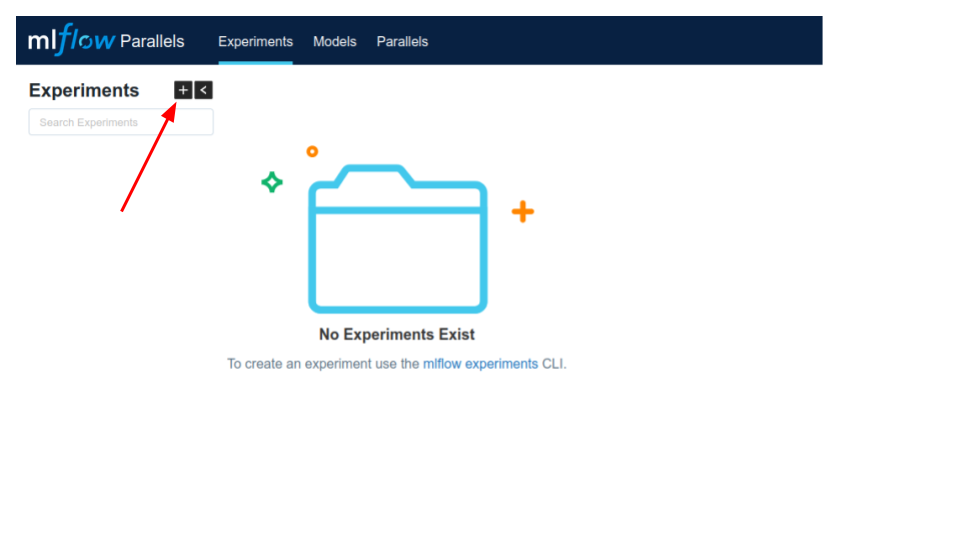 mlflow Parallels Experiments Models Parallels
Experiments + <
Search Experiments
No Experiments Exist
To create an experiment use the mlflow experiments CLI.